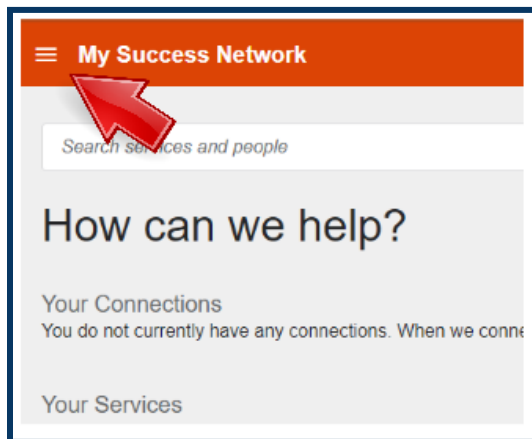 My Success Network
Search services and people
How can we help?
Your Connections
You do not currently have any connections. When we conne
Your Services